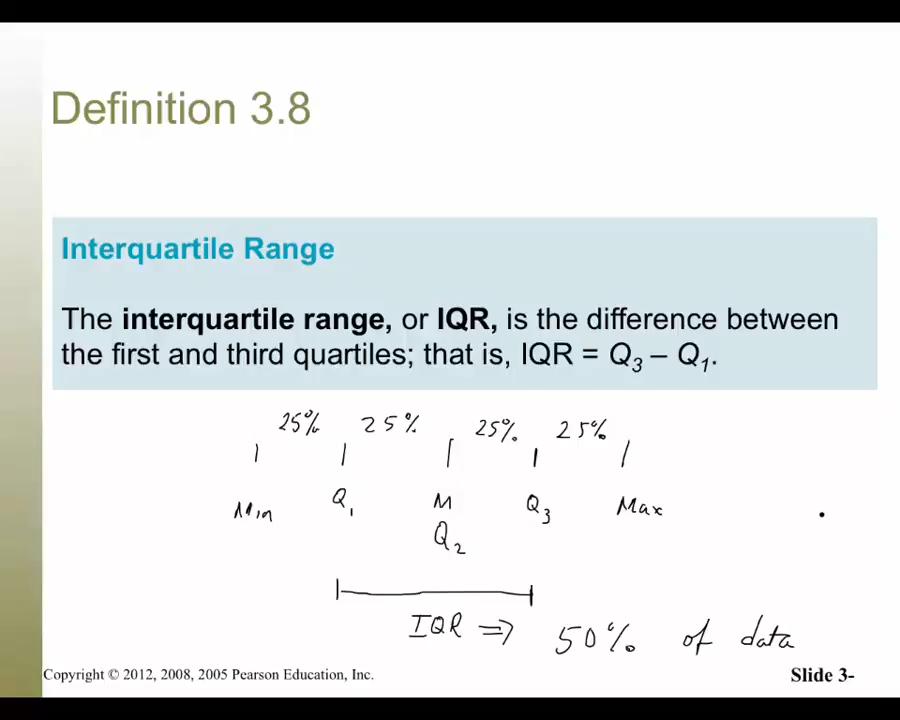 Definition 3.8
Interquartile Range
The interquartile range, or IQR, is the difference between
the first and third quartiles; that is, IQR = Q3 – Q1.
25% 25% 25% 25%
Min Q1 M Q3 Max
Q2
IQR ⇒ 50% of data
Copyright © 2012, 2008, 2005 Pearson Education, Inc. Slide 3-